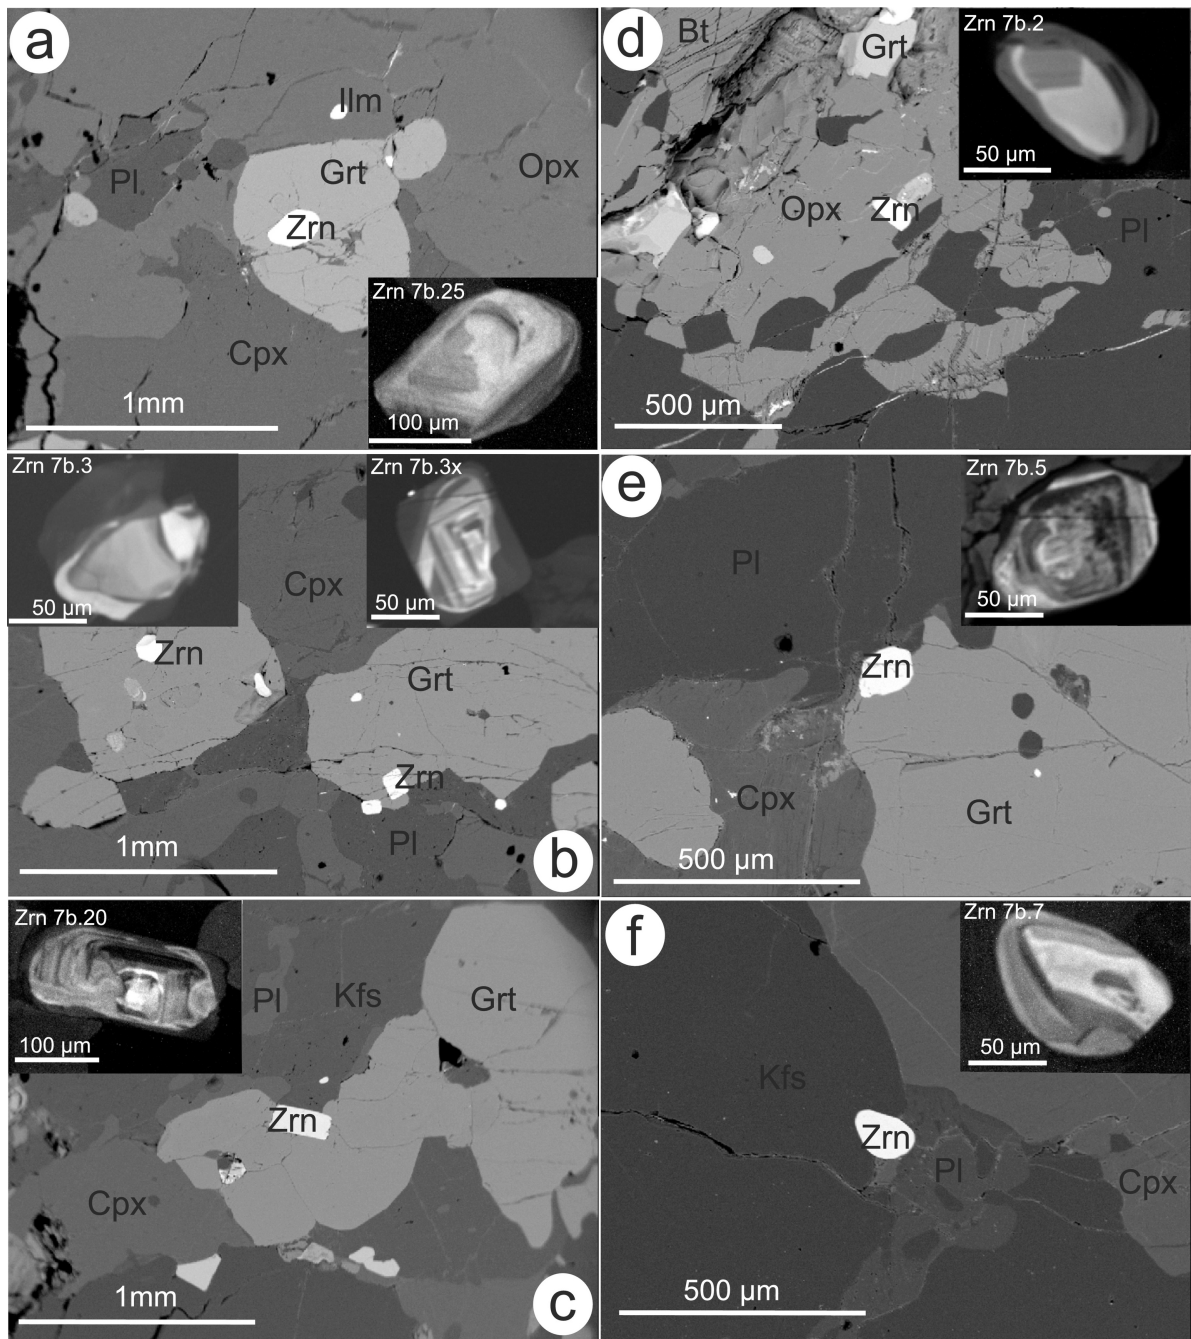 a
Ilm
Grt
Opx
Pl
Zrn
Zrn 7b.25
Cpx
1mm
100 µm
d
Bt
Grt
Zrn 7b.2
50 µm
Opx
Zrn
Pl
500 µm
Zrn 7b.3
Zrn 7b.3x
Cpx
50 µm
50 µm
Zrn
Grt
Zrn
1mm
Pl
b
e
Zrn 7b.5
Pl
50 µm
Zrn
Cpx
Grt
500 µm
Zrn 7b.20
Pl
Kfs
Grt
100 µm
Zrn
Cpx
1mm
c
f
Zrn 7b.7
50 µm
Kfs
Zrn
Pl
Cpx
500 µm